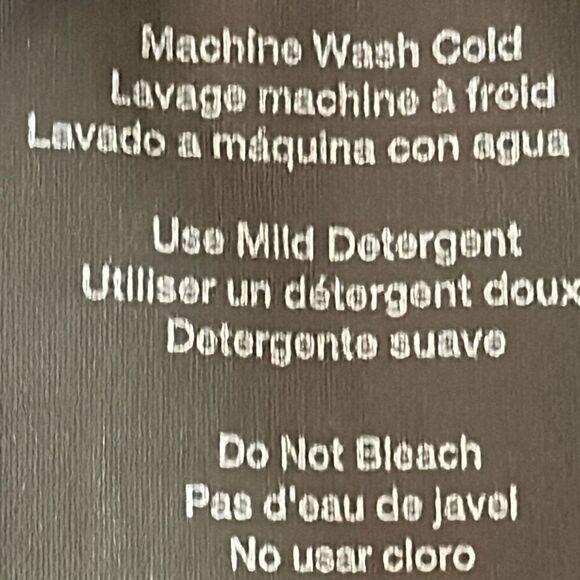 Machine Wash Cold
Lavage machine à froid
Lavado a máquina con agua
Use Mild Detergent
Utiliser un détergent doux
Detergente suave
Do Not Bleach
Pas d'eau de javel
No usar cloro